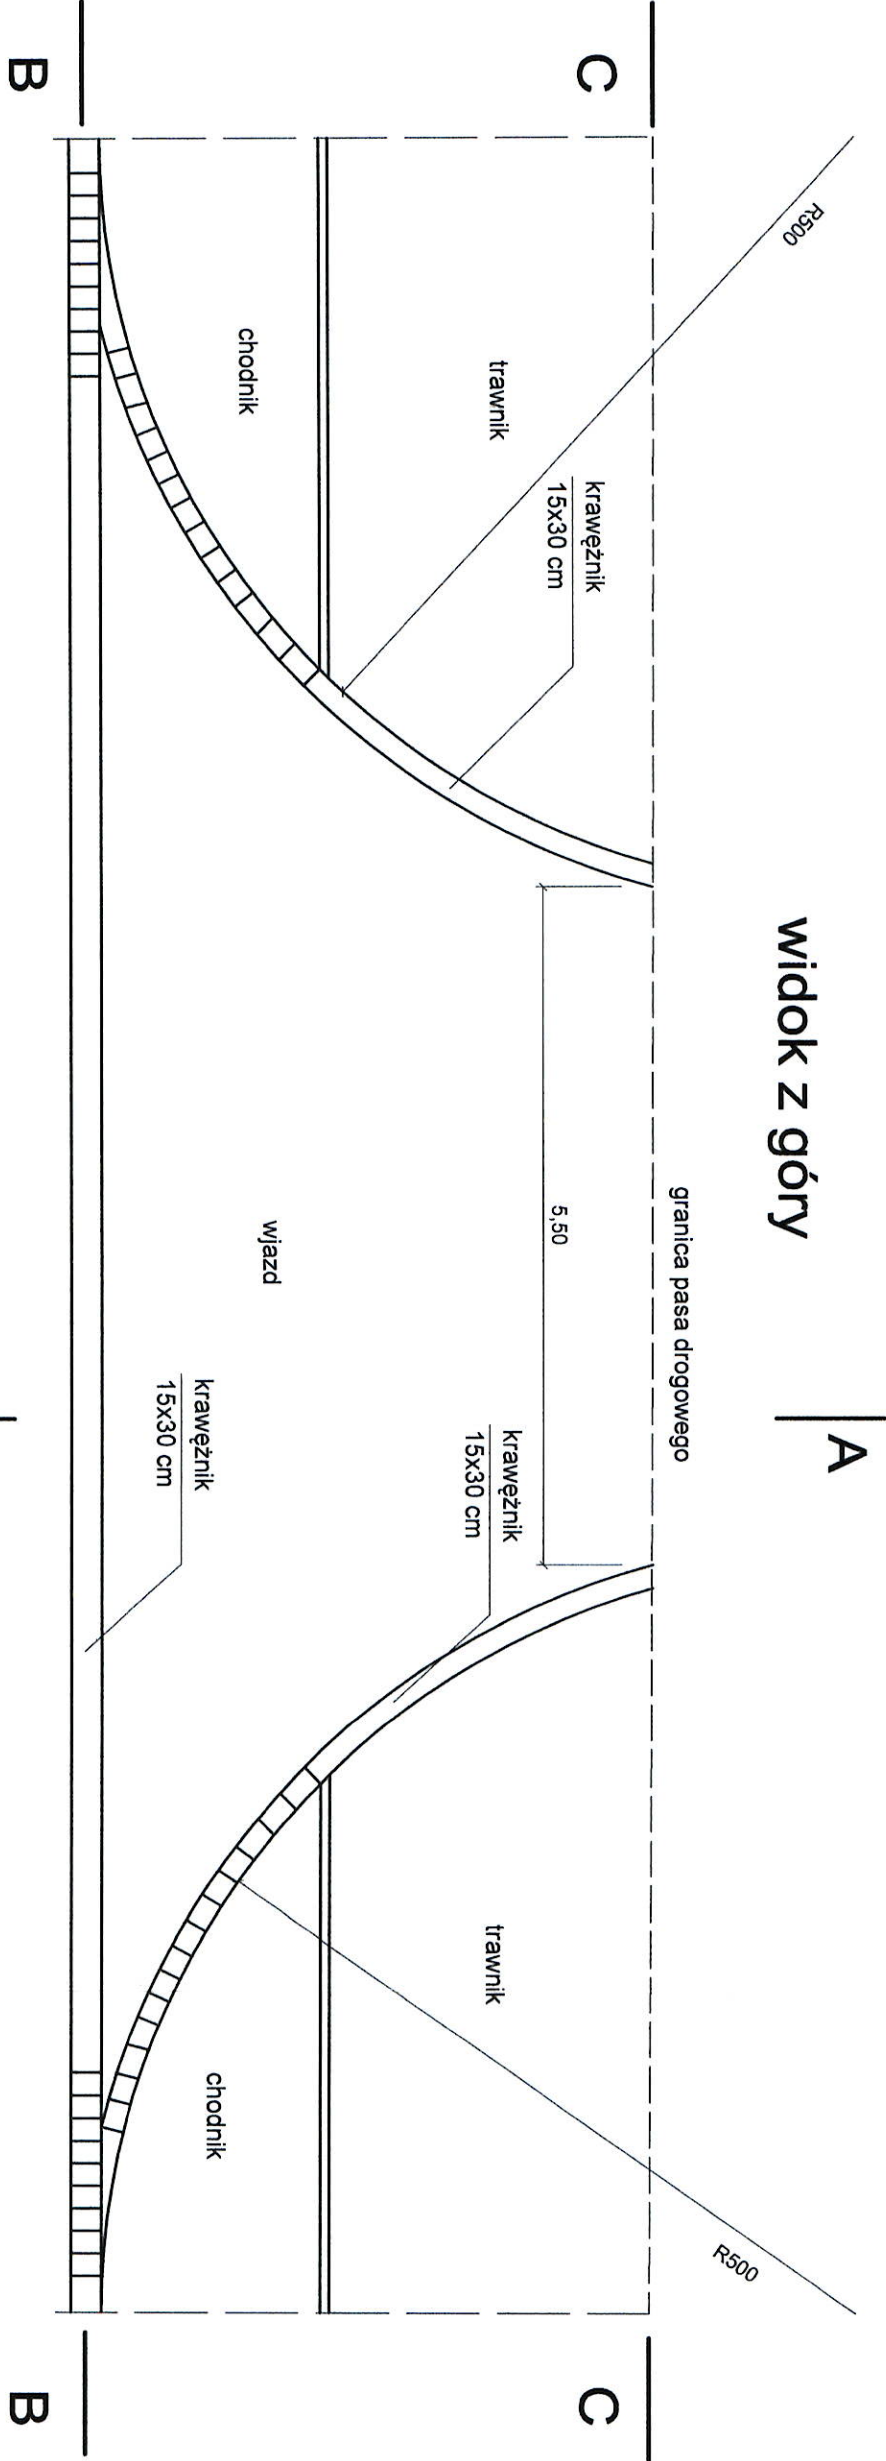 widok z góry
A
granica pasa drogowego
C
C
R500
R500
5,50
trawnik
krawężnik
15x30 cm
krawężnik
15x30 cm
trawnik
chodnik
wjazd
krawężnik
15x30 cm
chodnik
B
B